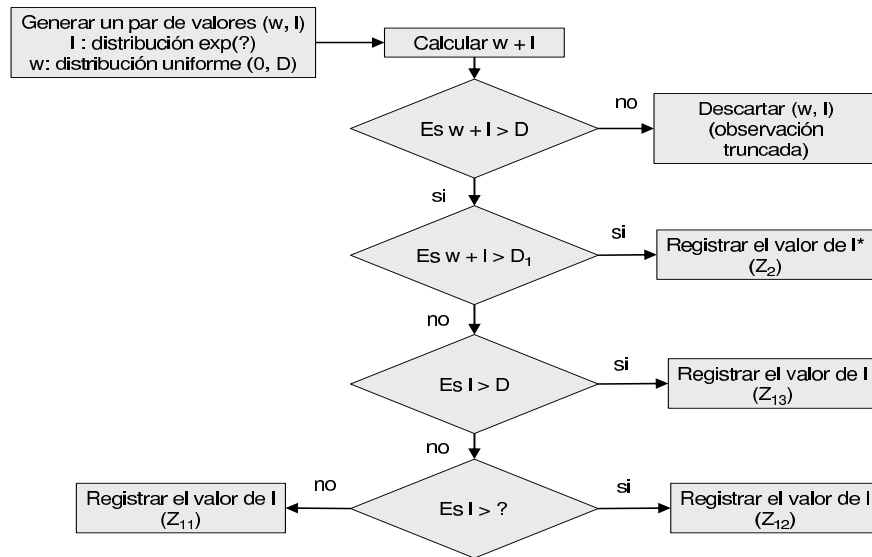 Generar un par de valores (w, l)
l : distribución exp(?)
w: distribución uniforme (0, D)
Calcular w + l
Es w + l > D
no
Descartar (w, l)
(observación
truncada)
si
Es w + l > D₁
si
Registrar el valor de l*
(Z₂)
no
Es l > D
si
Registrar el valor de l
(Z₁₃)
no
Es l > ?
no
Registrar el valor de l
(Z₁₁)
si
Registrar el valor de l
(Z₁₂)